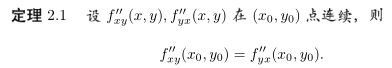 定理 2.1 设 f''_{xy}(x, y), f''_{yx}(x, y) 在 (x_0, y_0) 点连续，则
f''_{xy}(x_0, y_0) = f''_{yx}(x_0, y_0).